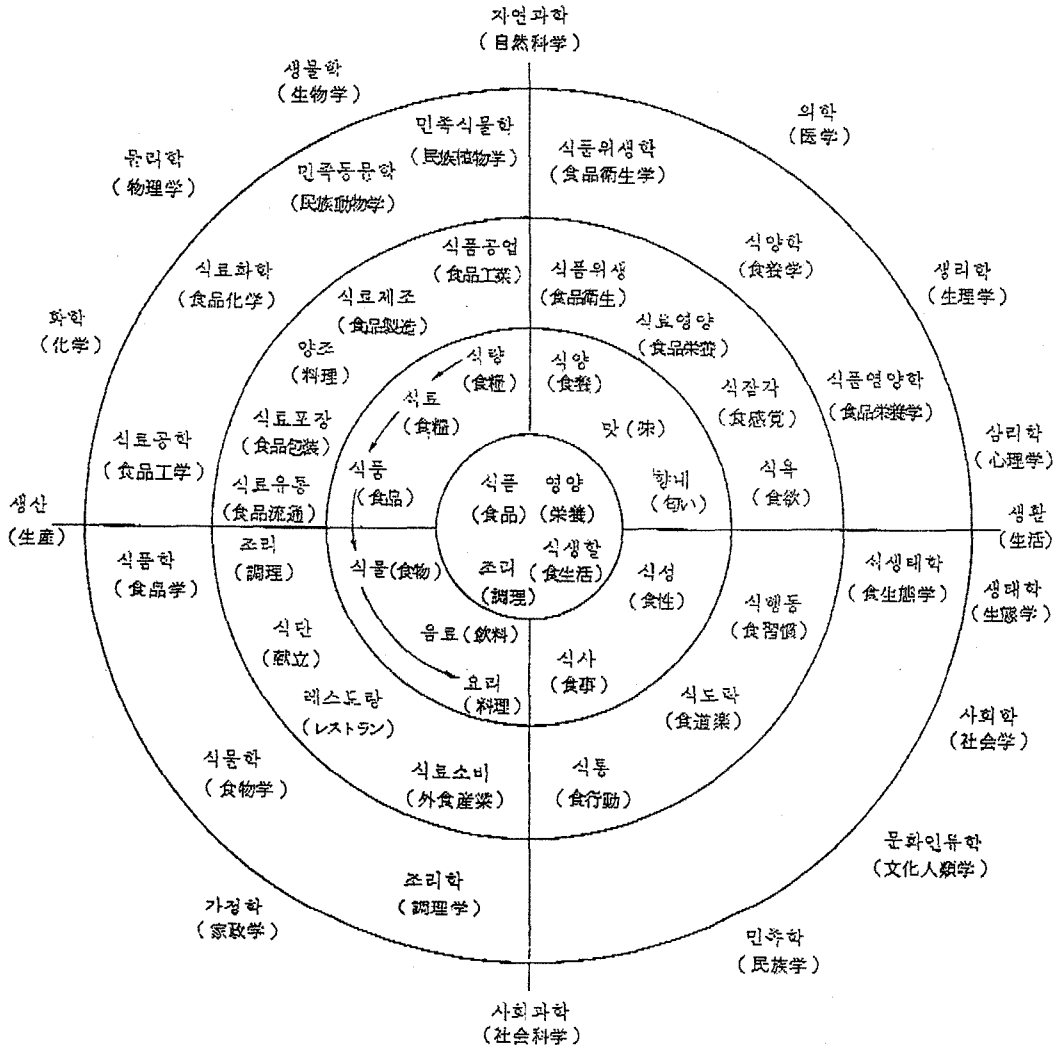 자연과학
(自然科学)
생물학
(生物学)
의학
(医学)
민족식물학
(民族植物学)
식품위생학
(食品衛生学)
물리학
(物理学)
민족동물학
(民族動物学)
식품공업
(食品工業)
식양학
(食養学)
식료화학
(食品化学)
식품위생
(食品衛生)
생리학
(生理学)
식료제조
(食品製造)
식료영양
(食品栄養)
화학
(化学)
양조
(料理)
식량
(食糧)
식양
(食養)
식감각
(食感覚)
식품영양학
(食品栄養学)
식료
(食糧)
맛(味)
식료포장
(食品包装)
식료공학
(食品工学)
심리학
(心理学)
식품
(食品)
향내
(匂い)
식욕
(食欲)
식료유통
(食品流通)
식품 영양
(食品) (栄養)
생산
(生産)
생활
(生活)
식품학
(食品学)
조리
(調理)
식물(食物)
조리
(調理)
식생활
(食生活)
식성
(食性)
식생태학
(食生態学)
생태학
(生態学)
식행동
(食習慣)
식단
(献立)
음료(飲料)
식사
(食事)
요리
(料理)
레스토랑
(レストラン)
식도락
(食道楽)
사회학
(社会学)
식물학
(食物学)
식료소비
(外食産業)
식통
(食行動)
문화인류학
(文化人類学)
조리학
(調理学)
가정학
(家政学)
민족학
(民族学)
사회과학
(社会科学)